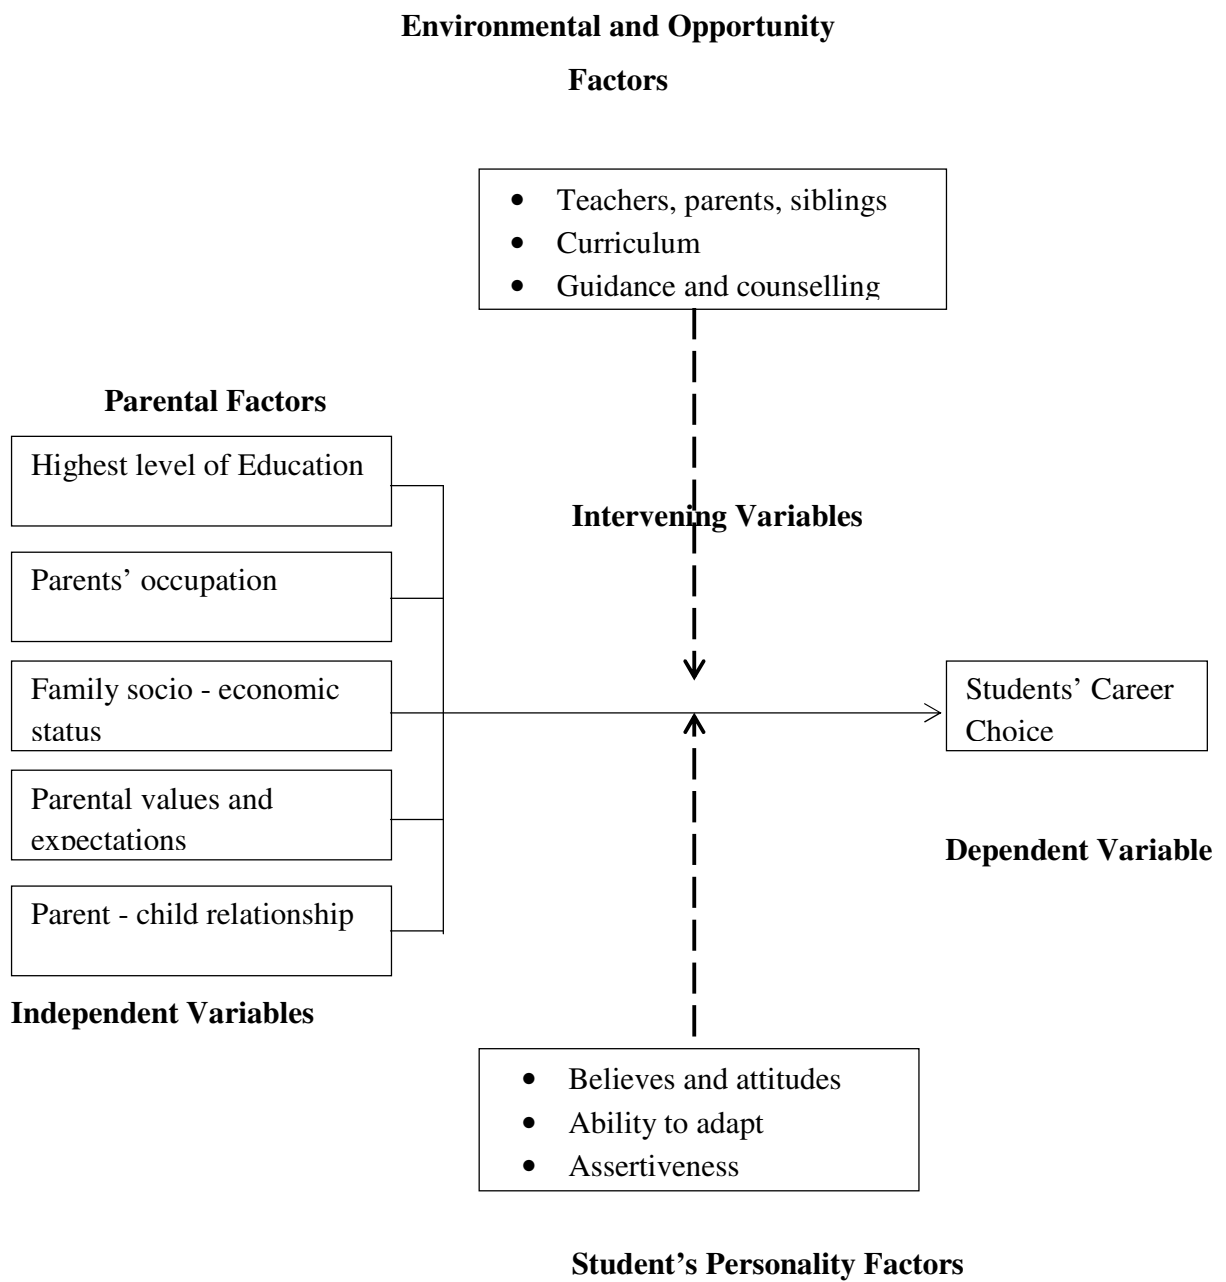 Environmental and Opportunity
Factors
• Teachers, parents, siblings
• Curriculum
• Guidance and counselling
Parental Factors
Highest level of Education
Intervening Variables
Parents’ occupation
Family socio - economic
status
Students’ Career
Choice
Parental values and
expectations
Dependent Variable
Parent - child relationship
Independent Variables
• Believes and attitudes
• Ability to adapt
• Assertiveness
Student’s Personality Factors